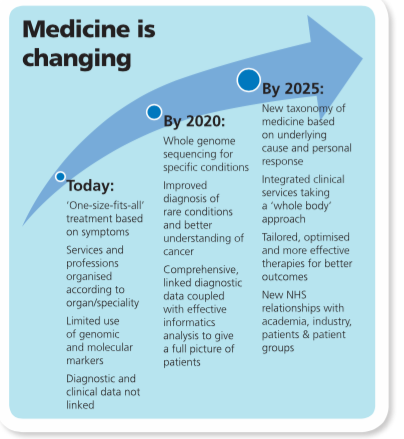 Medicine is
changing
Today:
‘One-size-fits-all’
treatment based
on symptoms
Services and
professions
organised
according to
organ/speciality
Limited use
of genomic
and molecular
markers
Diagnostic and
clinical data not
linked
By 2020:
Whole genome
sequencing for
specific conditions
Improved
diagnosis of
rare conditions
and better
understanding of
cancer
Comprehensive,
linked diagnostic
data coupled
with effective
informatics
analysis to give
a full picture of
patients
By 2025:
New taxonomy of
medicine based
on underlying
cause and personal
response
Integrated clinical
services taking
a ‘whole body’
approach
Tailored, optimised
and more effective
therapies for better
outcomes
New NHS
relationships with
academia, industry,
patients & patient
groups